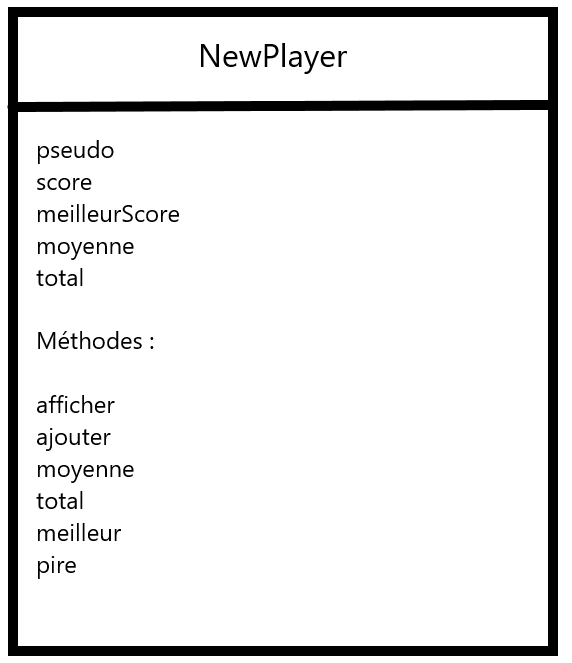 NewPlayer
pseudo
score
meilleurScore
moyenne
total
Méthodes :
afficher
ajouter
moyenne
total
meilleur
pire